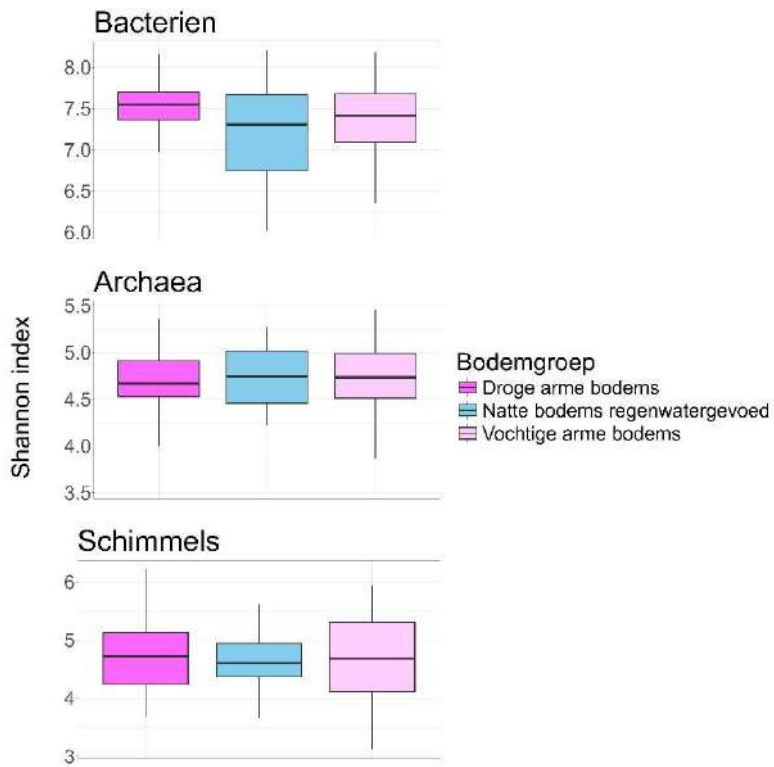 Bacterien
8.0
7.5
7.0
6.5
6.0
Archaea
5.5
5.0
4.5
4.0
3.5
Shannon index
Bodemgroep
Droge arme bodems
Natte bodems regenwatergevoed
Vochtige arme bodems
Schimmels
6
5
4
3